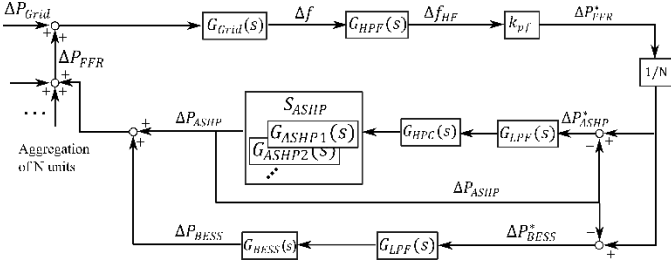 ΔP_Grid
+
+
ΔP_FFR
G_Grid(s)
Δf
G_HPF(s)
Δf_HF
k_pf
ΔP*_FFR
1/N
+
+
...
Aggregation
of N units
ΔP_ASHP
+
+
S_ASHP
G_ASHP1(s)
G_ASHP2(s)
⋱
G_HPC(s)
G_LPF(s)
ΔP*_ASHP
+
−
ΔP_ASHP
ΔP_BESS
G_BESS(s)
G_LPF(s)
ΔP*_BESS
−
+